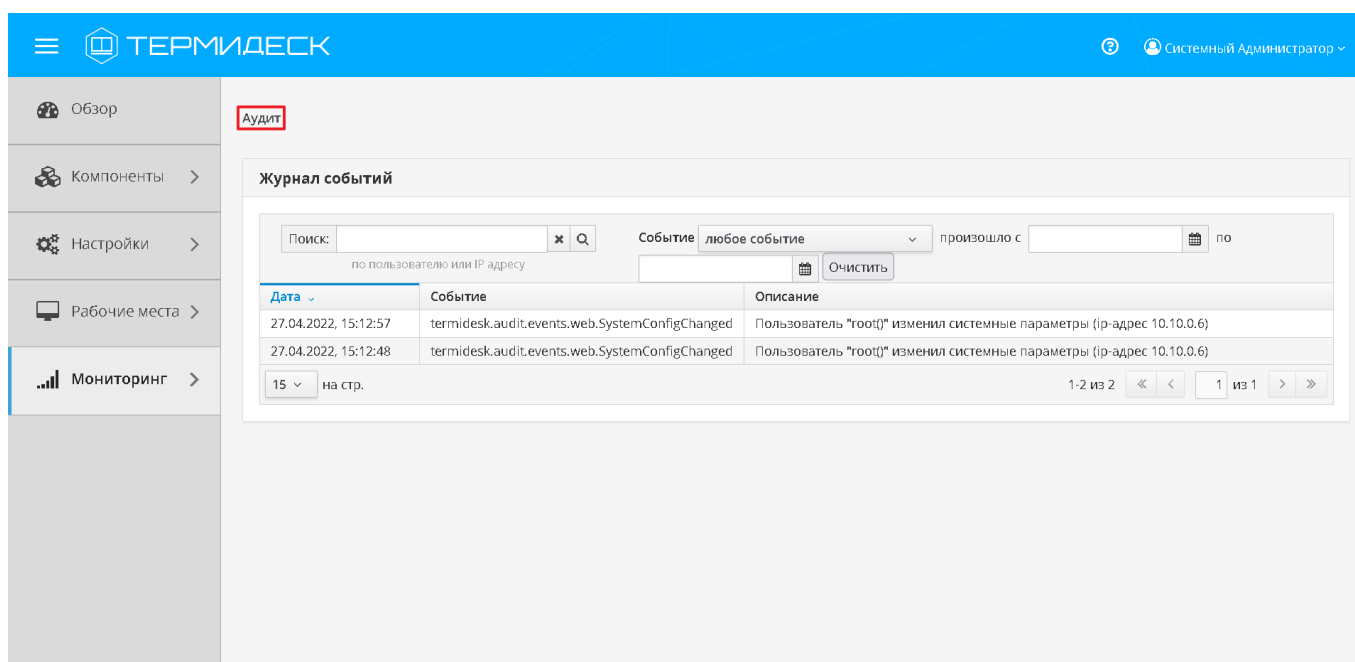 ТЕРМИДЕСК
Системный Администратор
Обзор
Компоненты
Настройки
Рабочие места
Мониторинг
Аудит
Журнал событий
Поиск:
по пользователю или IP адресу
Событие любое событие произошло с по
Очистить
Дата Событие Описание
27.04.2022, 15:12:57 termidesk.audit.events.web.SystemConfigChanged Пользователь "root()" изменил системные параметры (ip-адрес 10.10.0.6)
27.04.2022, 15:12:48 termidesk.audit.events.web.SystemConfigChanged Пользователь "root()" изменил системные параметры (ip-адрес 10.10.0.6)
15 на стр. 1-2 из 2 « < 1 из 1 > »